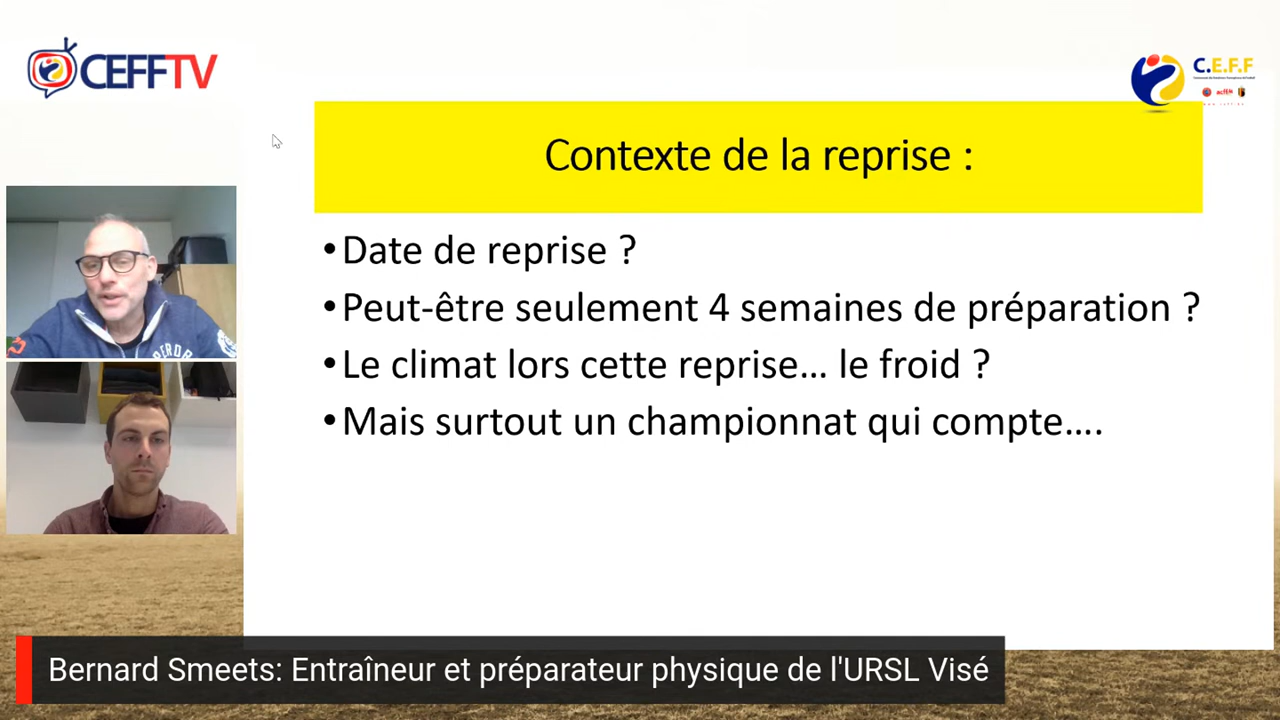 CEFFTV
C.E.F.F
Contexte de la reprise :
•Date de reprise ?
•Peut-être seulement 4 semaines de préparation ?
•Le climat lors cette reprise... le froid ?
•Mais surtout un championnat qui compte....
Bernard Smeets: Entraîneur et préparateur physique de l'URSL Visé